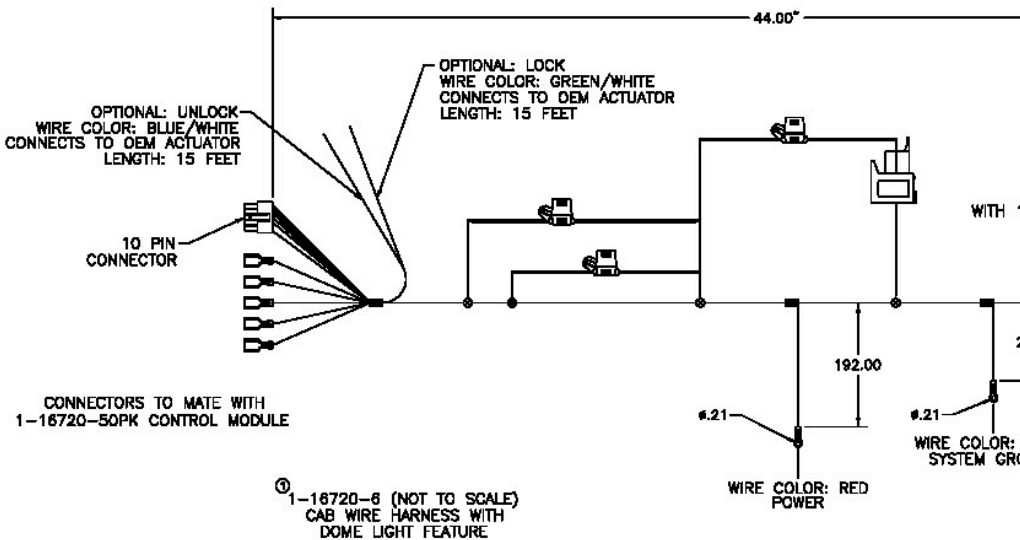 44.00"
OPTIONAL: LOCK
WIRE COLOR: GREEN/WHITE
CONNECTS TO OEM ACTUATOR
LENGTH: 15 FEET
OPTIONAL: UNLOCK
WIRE COLOR: BLUE/WHITE
CONNECTS TO OEM ACTUATOR
LENGTH: 15 FEET
WITH
10 PIN
CONNECTOR
192.00
CONNECTORS TO MATE WITH
1-16720-50PK CONTROL MODULE
ø.21
ø.21
WIRE COLOR:
SYSTEM
WIRE COLOR: RED
POWER
1
1-16720-6 (NOT TO SCALE)
CAB WIRE HARNESS WITH
DOME LIGHT FEATURE